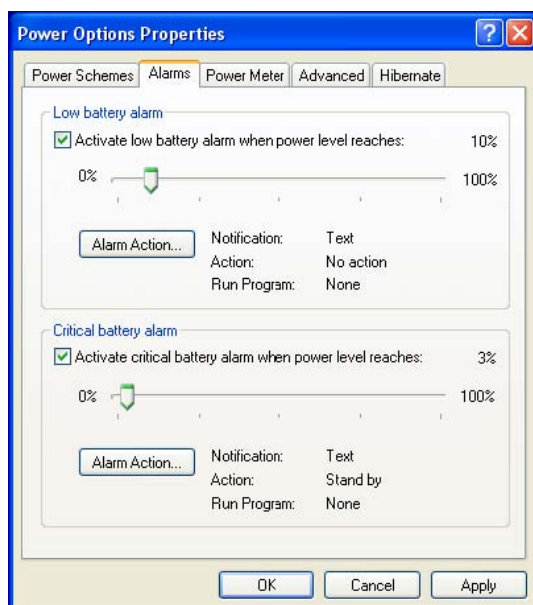 Power Options Properties
Power Schemes Alarms Power Meter Advanced Hibernate
Low battery alarm
Activate low battery alarm when power level reaches: 10%
0% 100%
Alarm Action... Notification: Text
Action: No action
Run Program: None
Critical battery alarm
Activate critical battery alarm when power level reaches: 3%
0% 100%
Alarm Action... Notification: Text
Action: Stand by
Run Program: None
OK Cancel Apply